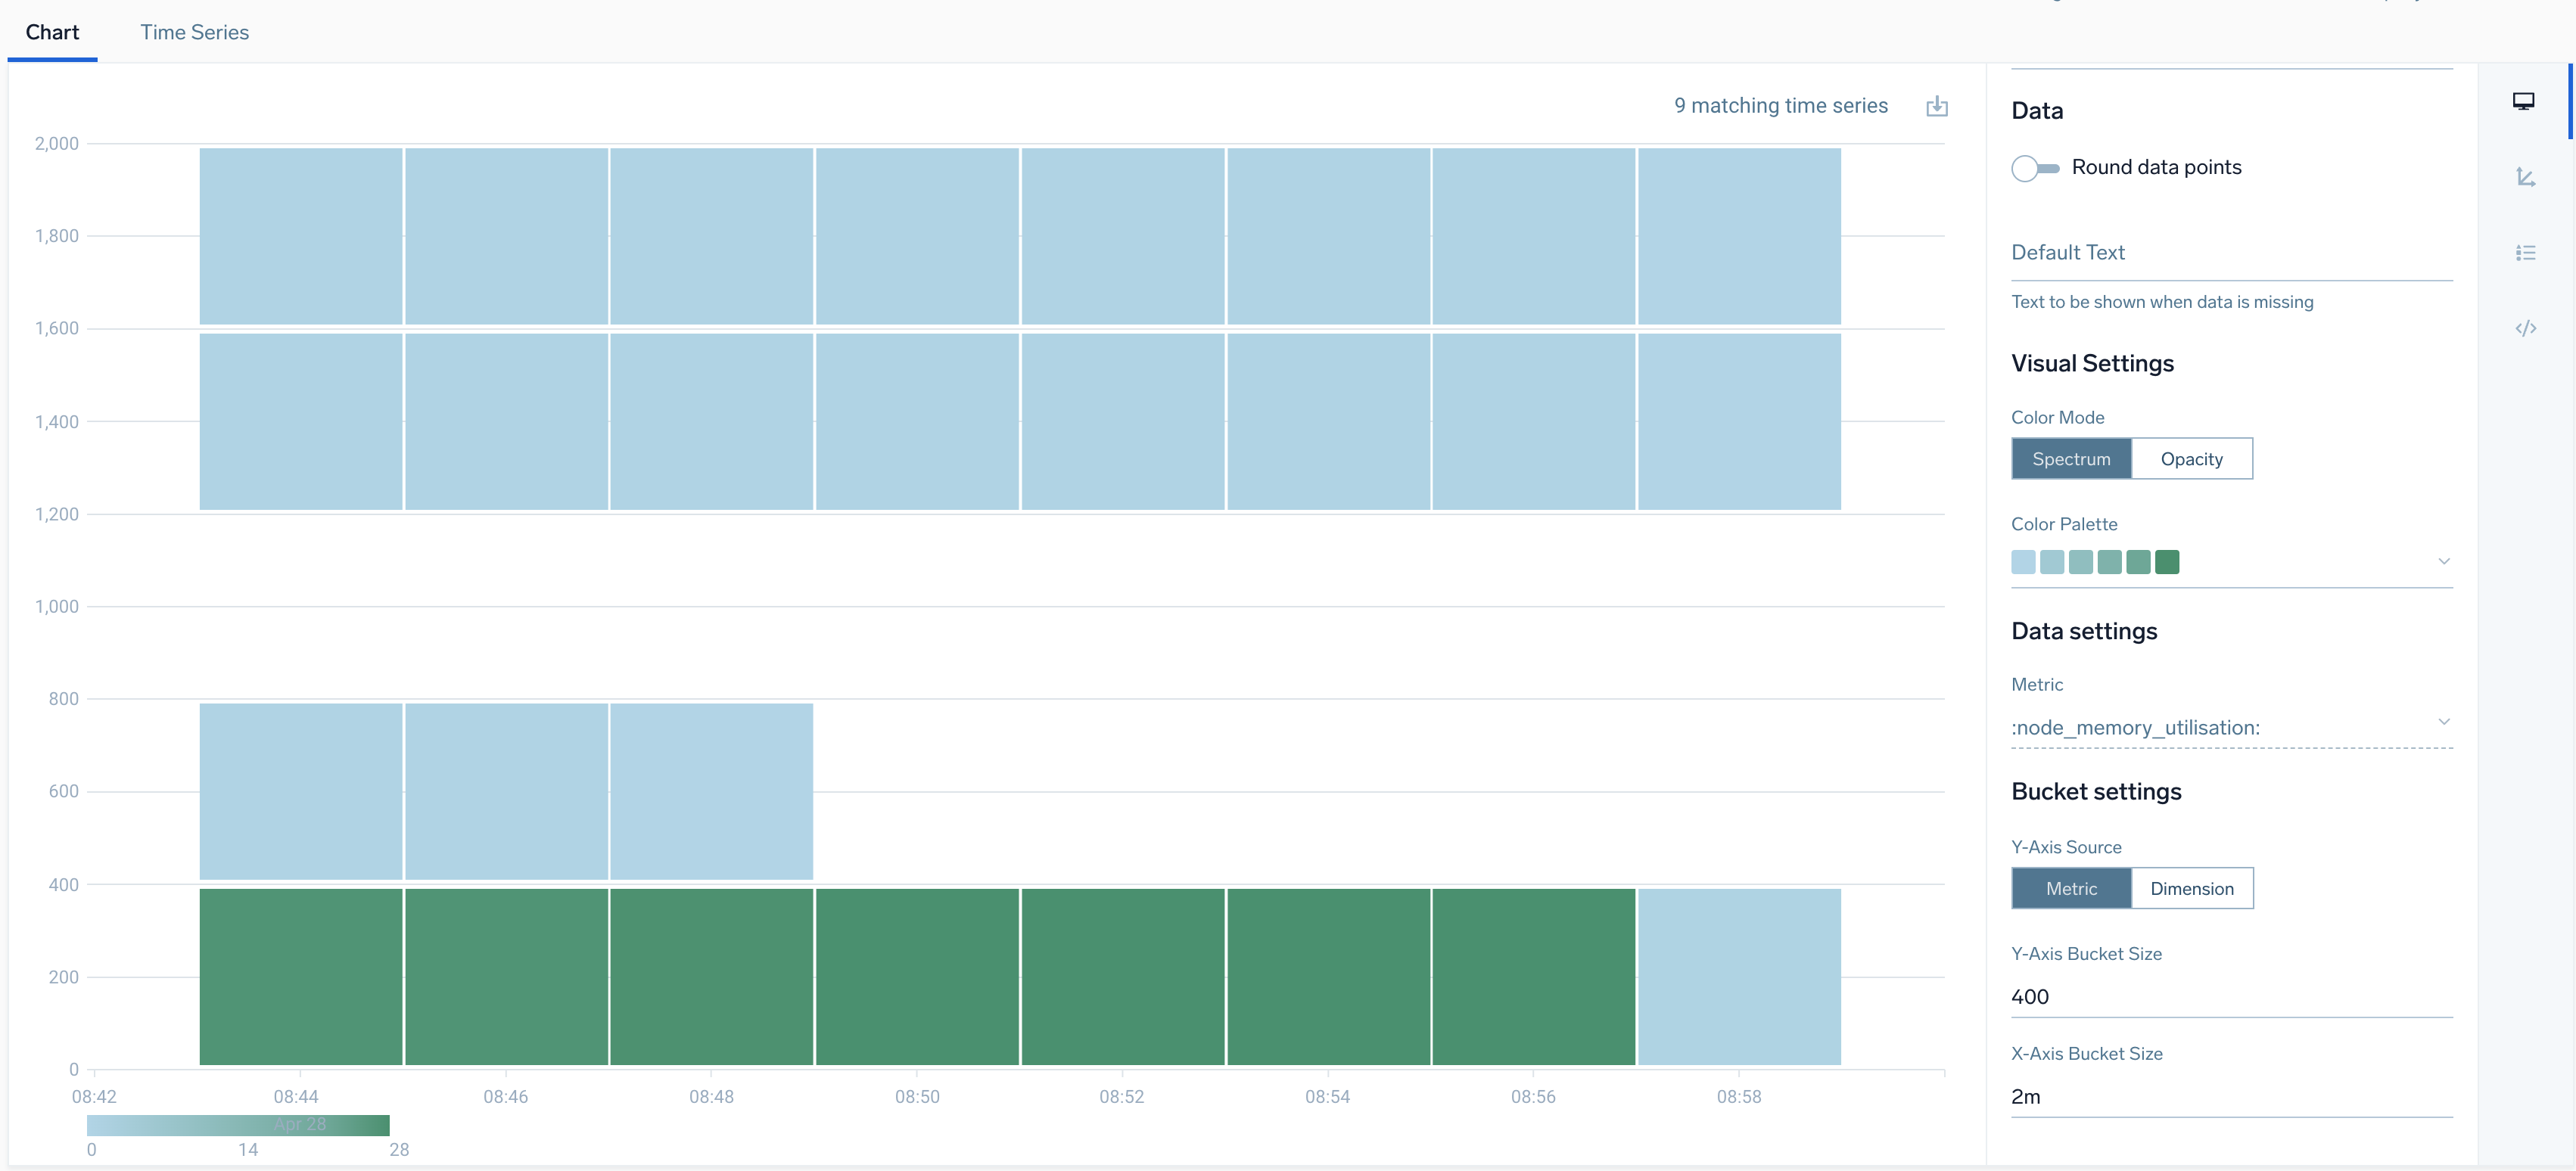 Chart
Time Series
9 matching time series
2,000
1,800
1,600
1,400
1,200
1,000
800
600
400
200
0
08:42
08:44
08:46
08:48
08:50
08:52
08:54
08:56
08:58
Apr 28
0
14
28
Data
Round data points
Default Text
Text to be shown when data is missing
Visual Settings
Color Mode
Spectrum
Opacity
Color Palette
Data settings
Metric
:node_memory_utilisation:
Bucket settings
Y-Axis Source
Metric
Dimension
Y-Axis Bucket Size
400
X-Axis Bucket Size
2m